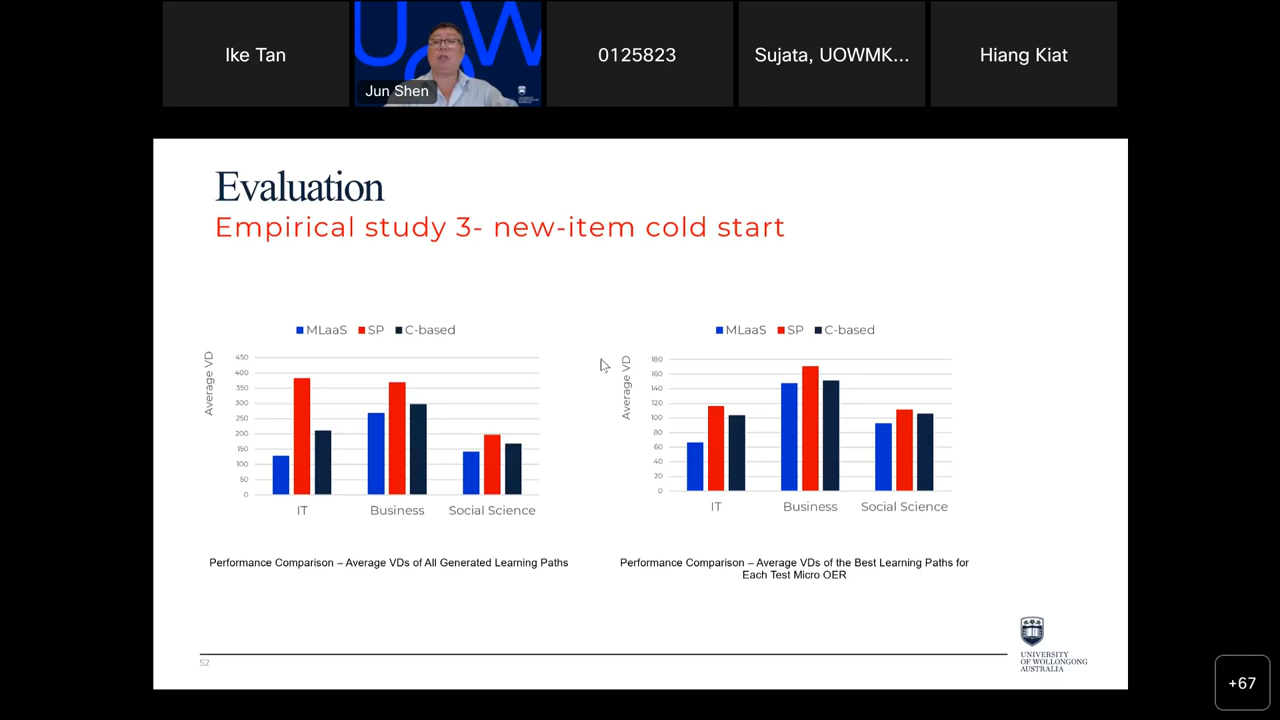 Ike Tan
UOW
Jun Shen
0125823
Sujata, UOWMK...
Hiang Kiat
Evaluation
Empirical study 3- new-item cold start
MLaaS SP C-based
Average VD
450
400
350
300
250
200
150
100
50
0
IT Business Social Science
Performance Comparison – Average VDs of All Generated Learning Paths
MLaaS SP C-based
Average VD
180
160
140
120
100
80
60
40
20
0
IT Business Social Science
Performance Comparison – Average VDs of the Best Learning Paths for
Each Test Micro OER
52
UNIVERSITY
OF WOLLONGONG
AUSTRALIA
+67